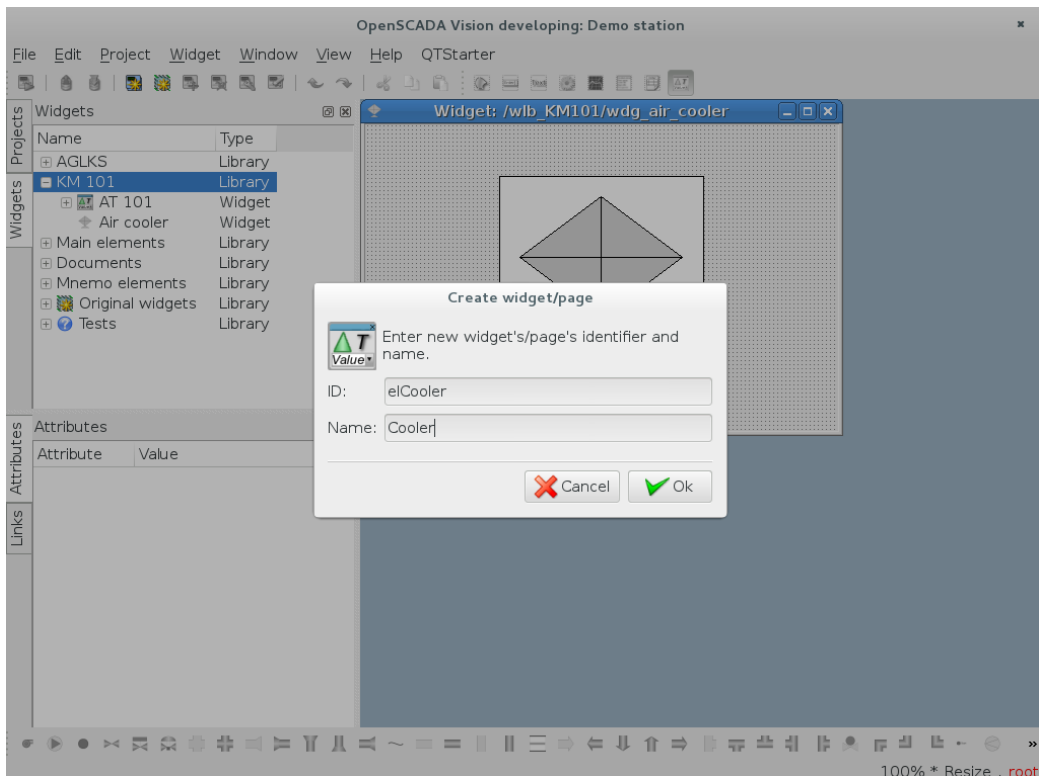 OpenSCADA Vision developing: Demo station
File Edit Project Widget Window View Help QTStarter
Projects
Widgets
Widgets
Name Type
AGLKS Library
KM 101 Library
AT 101 Widget
Air cooler Widget
Main elements Library
Documents Library
Mnemo elements Library
Original widgets Library
Tests Library
Widget: /wlb_KM101/wdg_air_cooler
Create widget/page
T
Value
Enter new widget's/page's identifier and
name.
ID: elCooler
Name: Cooler
Cancel Ok
Attributes
Links
Attributes
Attribute Value
100% * Resize . root